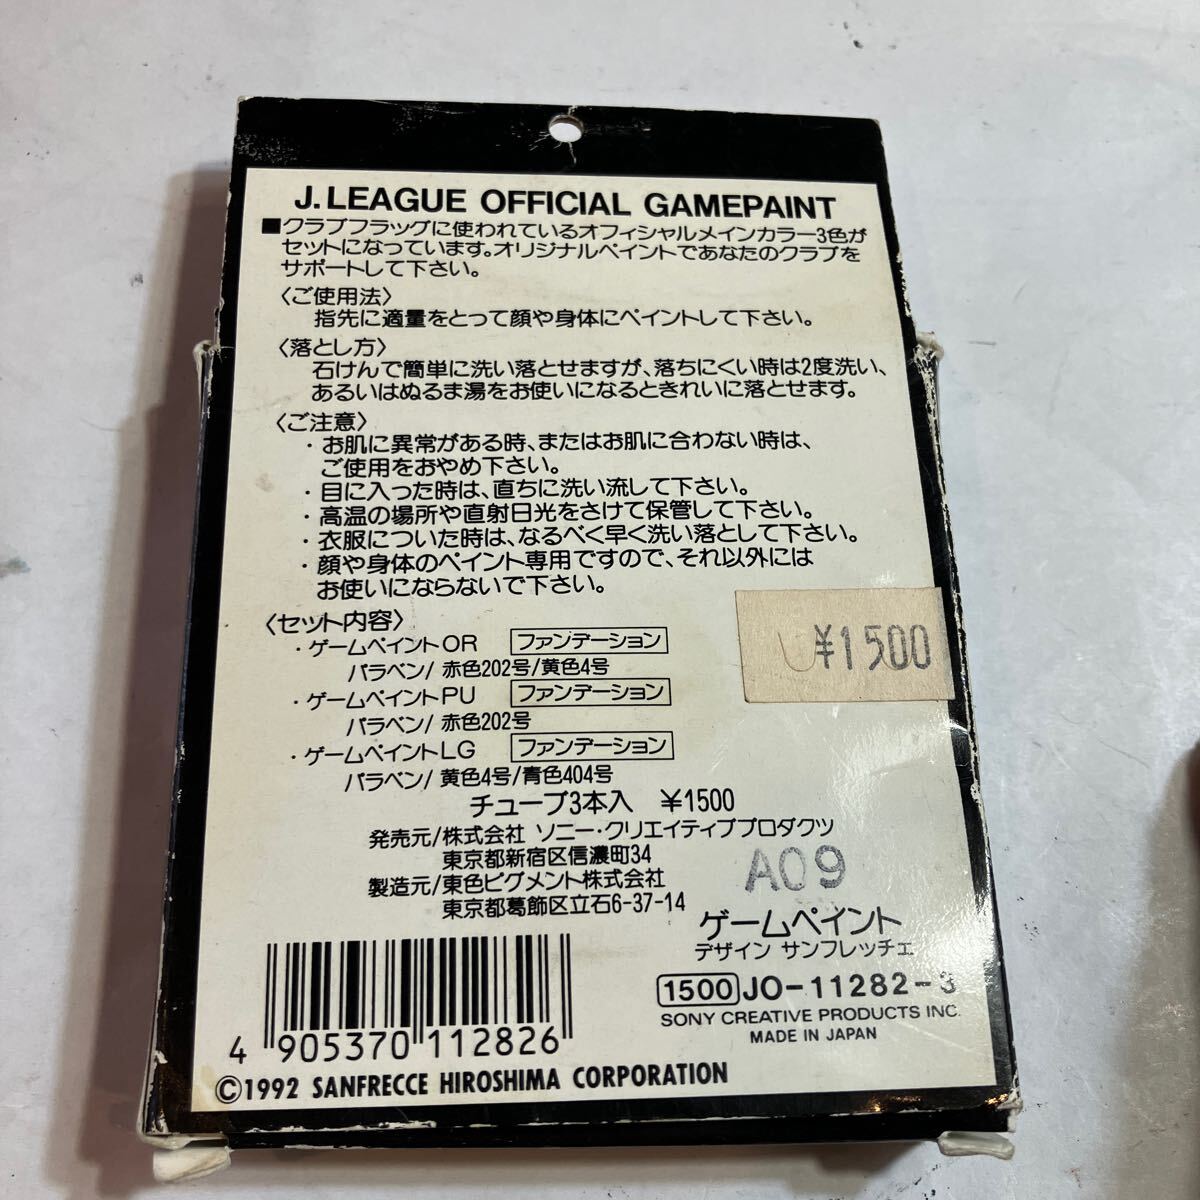 J.LEAGUE OFFICIAL GAMEPAINT
■クラブフラッグに使われているオフィシャルメインカラー3色が
セットになっています。オリジナルペイントであなたのクラブを
サポートして下さい。
〈ご使用法〉
指先に適量をとって顔や身体にペイントして下さい。
〈落とし方〉
石けんで簡単に洗い落とせますが、落ちにくい時は2度洗い、
あるいはぬるま湯をお使いになるときれいに落とせます。
〈ご注意〉
・お肌に異常がある時、またはお肌に合わない時は、
ご使用をおやめ下さい。
・目に入った時は、直ちに洗い流して下さい。
・高温の場所や直射日光をさけて保管して下さい。
・衣服についた時は、なるべく早く洗い落として下さい。
・顔や身体のペイント専用ですので、それ以外には
お使いにならないで下さい。
〈セット内容〉
・ゲームペイントOR ファンデーション
パラベン/赤色202号/黄色4号
・ゲームペイントPU ファンデーション
パラベン/赤色202号
・ゲームペイントLG ファンデーション
パラベン/黄色4号/青色404号
¥1500
チューブ3本入 ¥1500
発売元/株式会社 ソニー・クリエイティブプロダクツ
東京都新宿区信濃町34
製造元/東色ピグメント株式会社
東京都葛飾区立石6-37-14
A09
ゲームペイント
デザイン サンフレッチェ
1500 JO-11282-3
SONY CREATIVE PRODUCTS INC.
MADE IN JAPAN
4 905370 112826
©1992 SANFRECCE HIROSHIMA CORPORATION